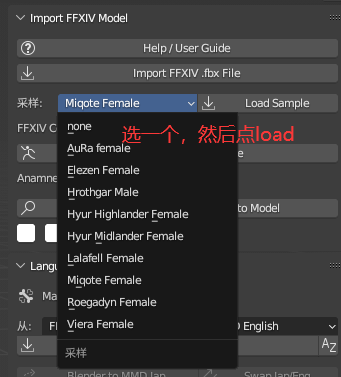 Import FFXIV Model
Help / User Guide
Import FFXIV .fbx File
采样: Miqote Female Load Sample
FFXIV C
none
选一个，然后点load
AuRa female
Elezen Female
Anamne
Hrothgar Male
Hyur Highlander Female
to Model
Hyur Midlander Female
Lalafell Female
Langu
Miqote Female
Ma
Roegadyn Female
从: FI English
Viera Female
采样
Blender to MMD Jap Swap Jap/Eng